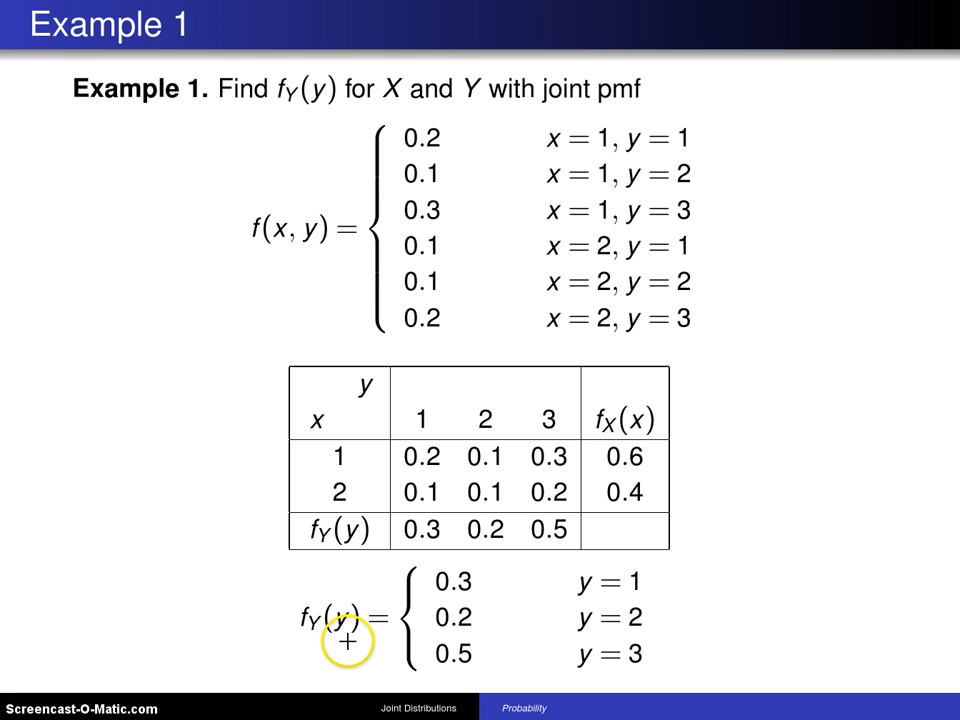 Example 1
Example 1. Find f_Y(y) for X and Y with joint pmf
0.2 x = 1, y = 1
0.1 x = 1, y = 2
0.3 x = 1, y = 3
f(x, y) =
0.1 x = 2, y = 1
0.1 x = 2, y = 2
0.2 x = 2, y = 3
y
x 1 2 3 f_X(x)
1 0.2 0.1 0.3 0.6
2 0.1 0.1 0.2 0.4
f_Y(y) 0.3 0.2 0.5
0.3 y = 1
f_Y(y) = 0.2 y = 2
0.5 y = 3
Screencast-O-Matic.com Joint Distributions Probability